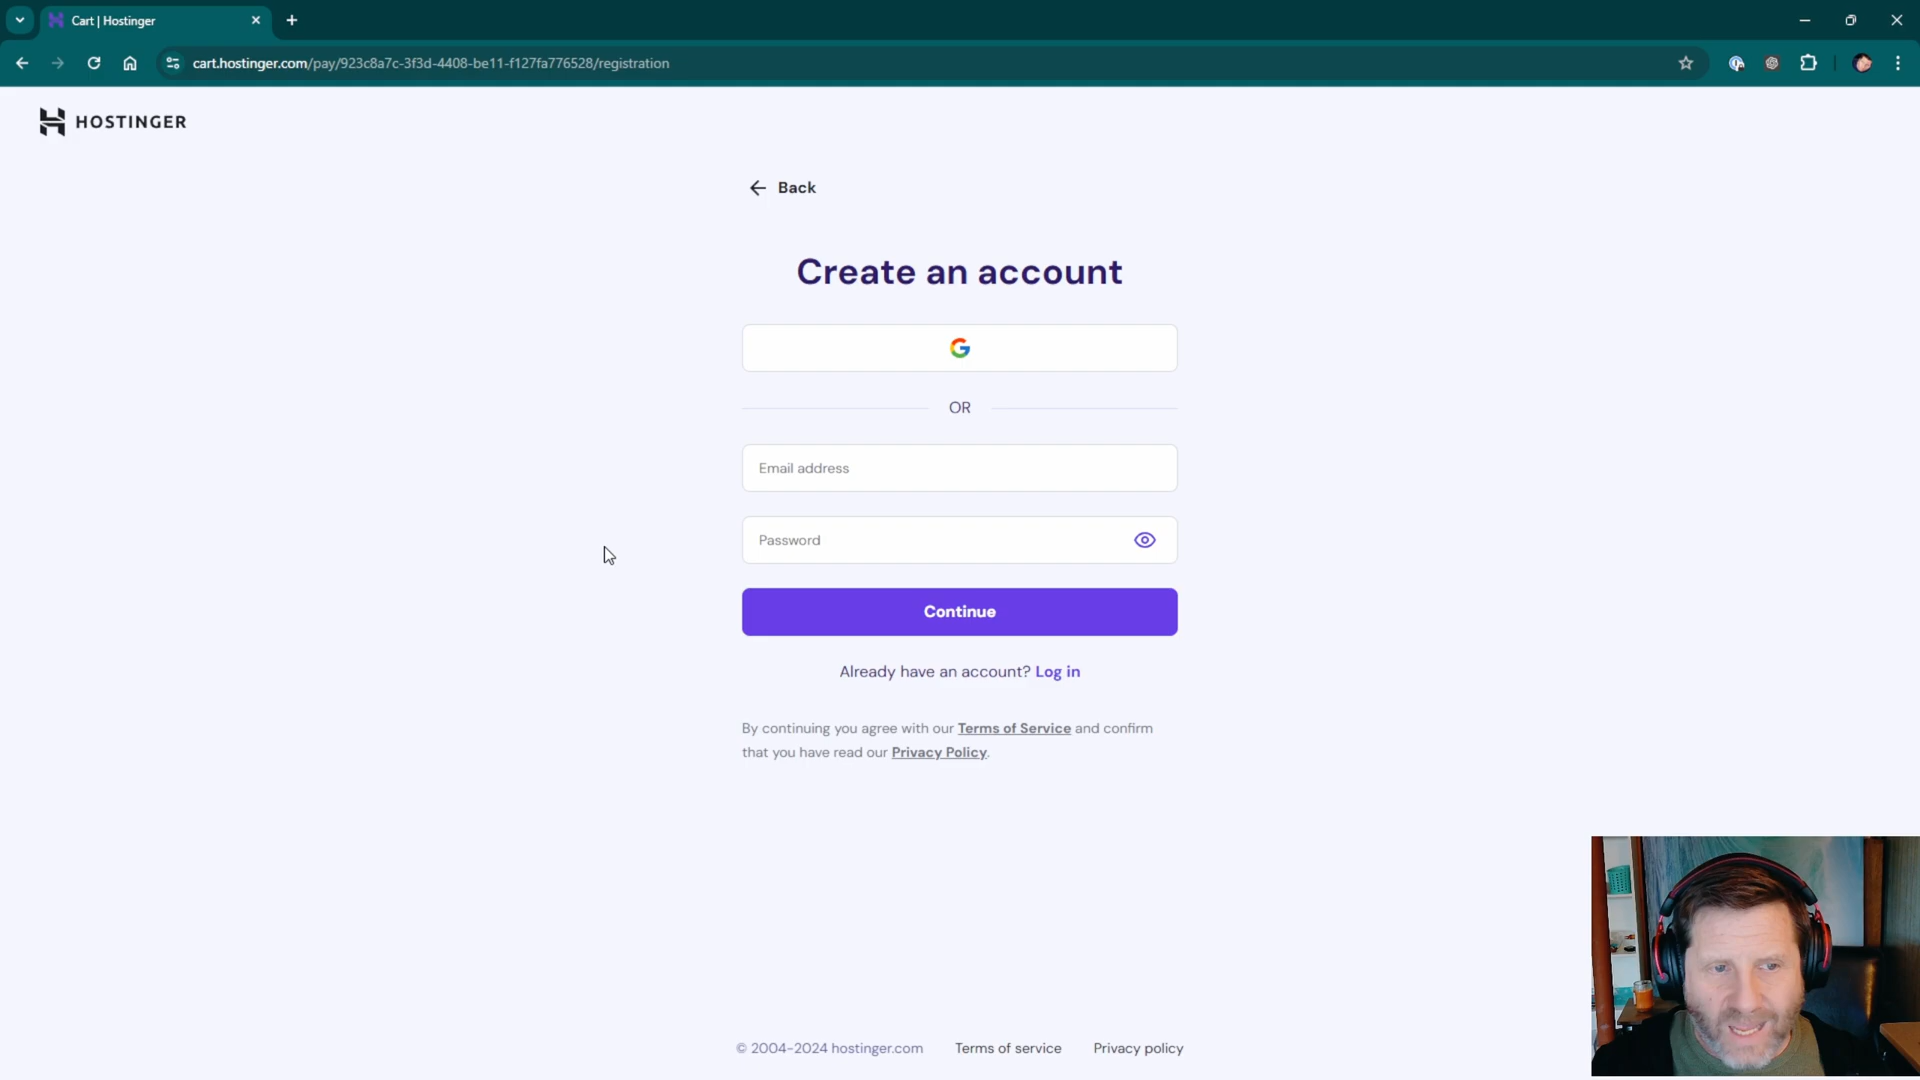 Cart | Hostinger
cart.hostinger.com/pay/923c8a7c-3f3d-4408-be11-f127fa776528/registration
HOSTINGER
Back
Create an account
OR
Email address
Password
Continue
Already have an account? Log in
By continuing you agree with our Terms of Service and confirm
that you have read our Privacy Policy.
© 2004-2024 hostinger.com Terms of service Privacy policy